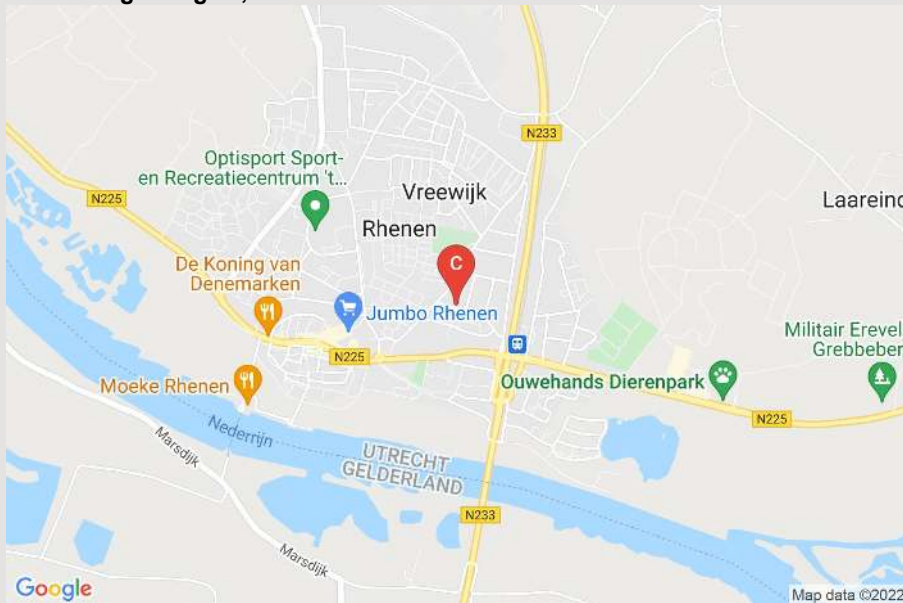 N233
Optisport Sport-
en Recreatiecentrum 't...
Vreewijk
Laareind
N225
Rhenen
De Koning van
Denemarken
C
Jumbo Rhenen
Militair Erevel
Grebbeber
N225
Ouwehands Dierenpark
Moeke Rhenen
N225
Nederrijn
Marsdijk
UTRECHT
GELDERLAND
N233
Marsdijk
Google
Map data ©2022